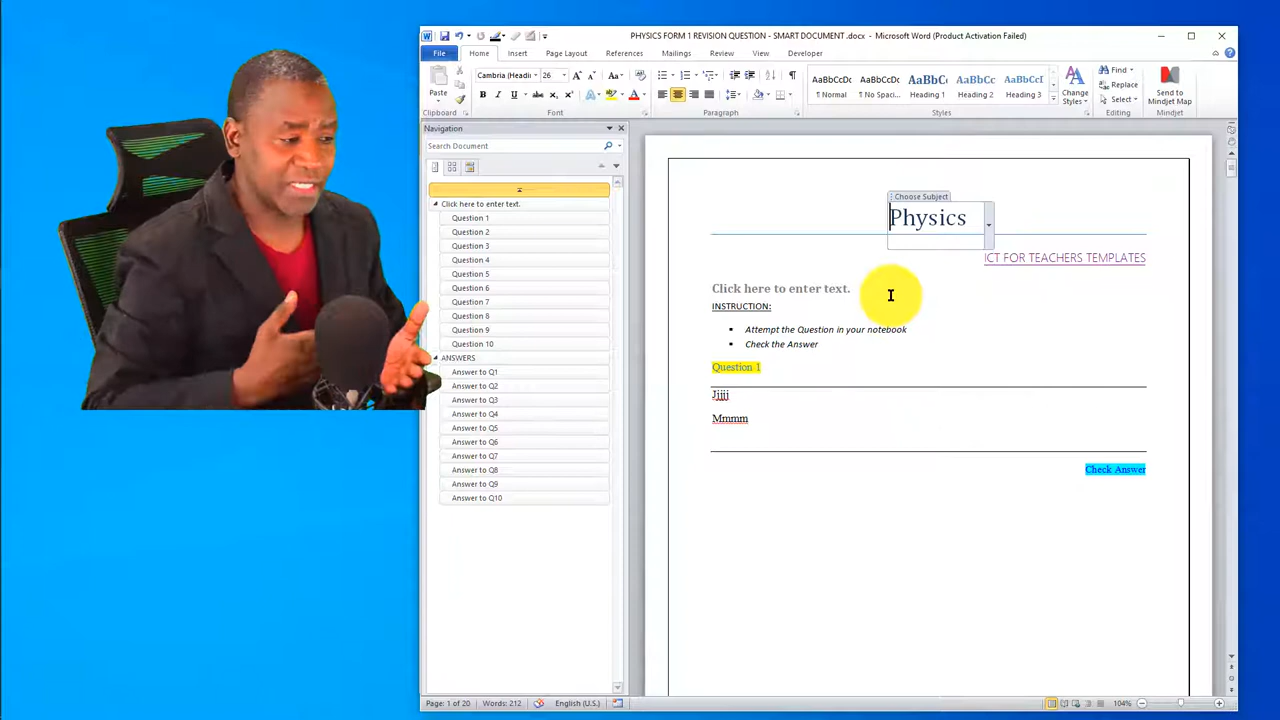 PHYSICS FORM 1 REVISION QUESTION - SMART DOCUMENT .docx - Microsoft Word (Product Activation Failed)
File Home Insert Page Layout References Mailings Review View Developer
Paste
Cambria (Headi 26
AaBbCcDc AaBbCcDc AaBbC AaBbCc AaBbCcI
¶ Normal ¶ No Spaci... Heading 1 Heading 2 Heading 3
Change Styles
Find
Replace
Select
Send to Mindjet Map
Clipboard Font Paragraph Styles Editing Mindjet
Navigation
Search Document
Click here to enter text.
Question 1
Question 2
Question 3
Question 4
Question 5
Question 6
Question 7
Question 8
Question 9
Question 10
ANSWERS
Answer to Q1
Answer to Q2
Answer to Q3
Answer to Q4
Answer to Q5
Answer to Q6
Answer to Q7
Answer to Q8
Answer to Q9
Answer to Q10
Choose Subject
Physics
ICT FOR TEACHERS TEMPLATES
Click here to enter text.
INSTRUCTION:
▪ Attempt the Question in your notebook
▪ Check the Answer
Question 1
Jjjjj
Mmmm
Check Answer
Page: 1 of 20 Words: 212 English (U.S.) 104%